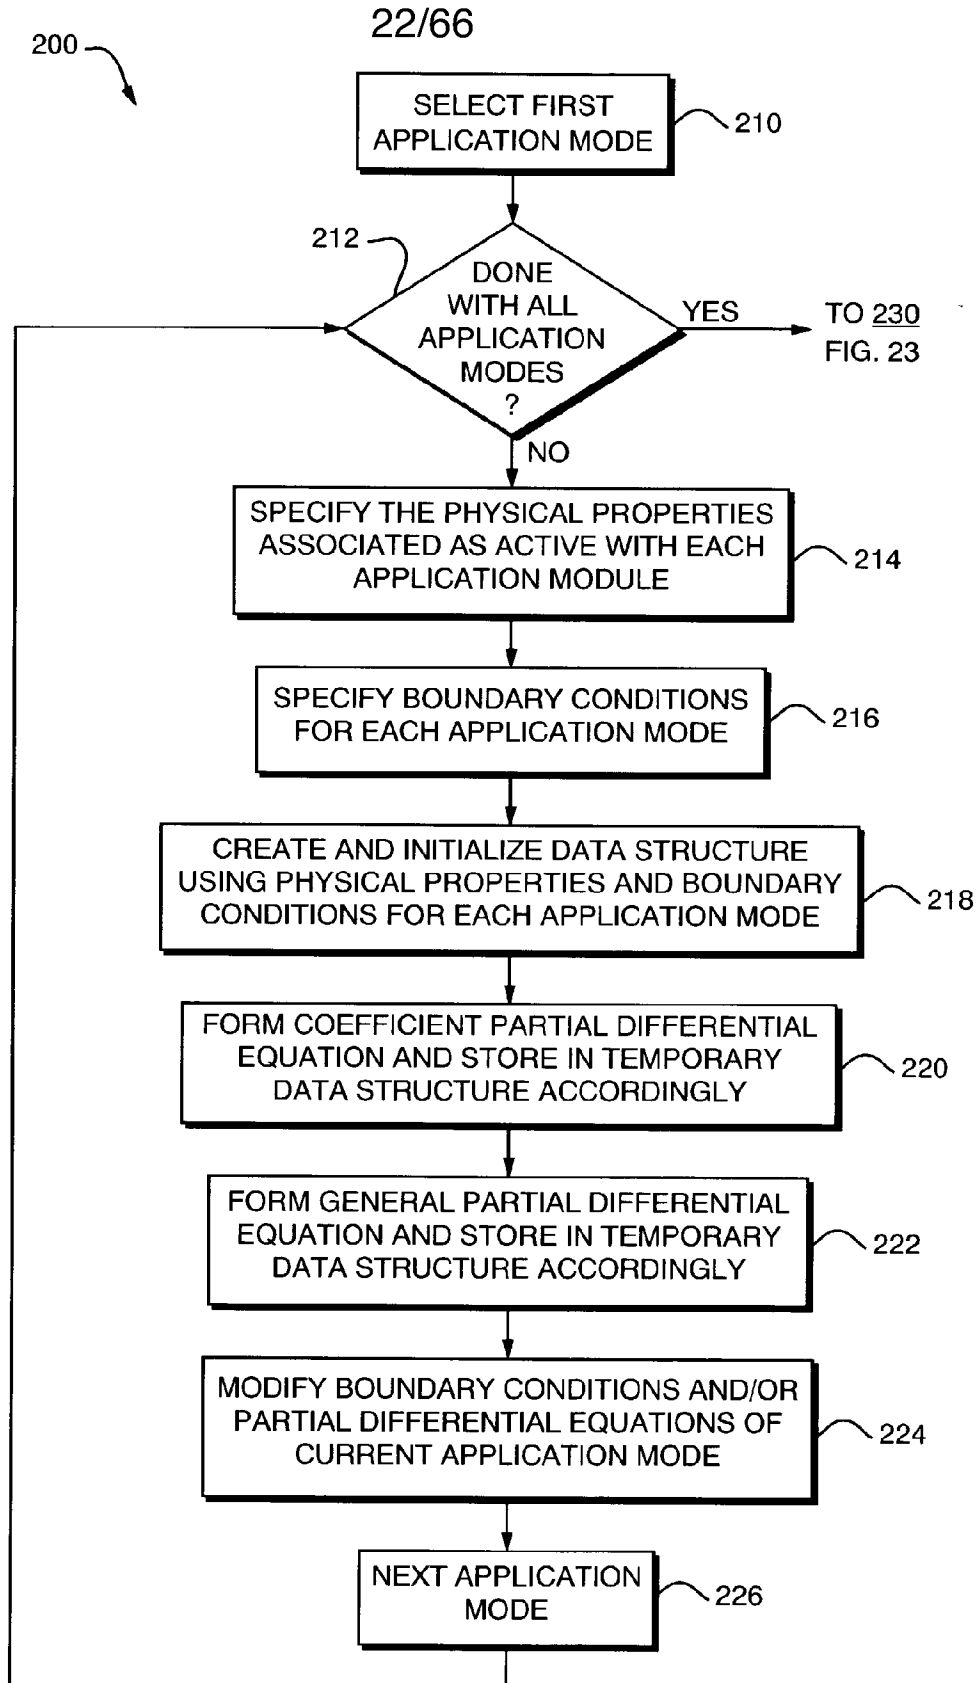 22/66
200
SELECT FIRST
APPLICATION MODE
210
212
DONE
WITH ALL
APPLICATION
MODES
?
YES
TO 230
FIG. 23
NO
SPECIFY THE PHYSICAL PROPERTIES
ASSOCIATED AS ACTIVE WITH EACH
APPLICATION MODULE
214
SPECIFY BOUNDARY CONDITIONS
FOR EACH APPLICATION MODE
216
CREATE AND INITIALIZE DATA STRUCTURE
USING PHYSICAL PROPERTIES AND BOUNDARY
CONDITIONS FOR EACH APPLICATION MODE
218
FORM COEFFICIENT PARTIAL DIFFERENTIAL
EQUATION AND STORE IN TEMPORARY
DATA STRUCTURE ACCORDINGLY
220
FORM GENERAL PARTIAL DIFFERENTIAL
EQUATION AND STORE IN TEMPORARY
DATA STRUCTURE ACCORDINGLY
222
MODIFY BOUNDARY CONDITIONS AND/OR
PARTIAL DIFFERENTIAL EQUATIONS OF
CURRENT APPLICATION MODE
224
NEXT APPLICATION
MODE
226